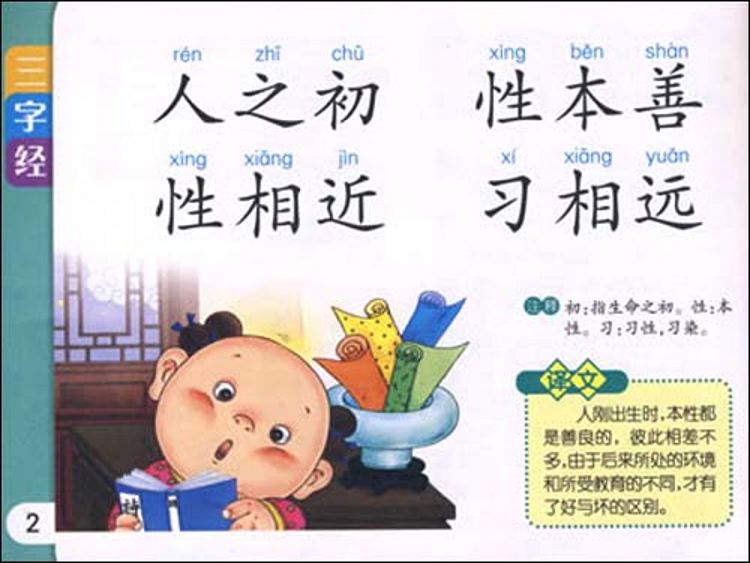 三字经
rén zhī chū
人之初
xìng běn shàn
性本善
xìng xiāng jìn
性相近
xí xiāng yuǎn
习相远
注释 初:指生命之初。性:本
性。习:习性,习染。
译文
人刚出生时,本性都
是善良的,彼此相差不
多,由于后来所处的环境
和所受教育的不同,才有
了好与坏的区别。
诗
2